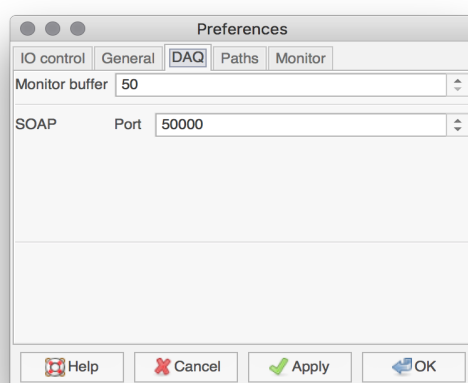 Preferences
IO control General DAQ Paths Monitor
Monitor buffer 50
SOAP Port 50000
Help Cancel Apply OK